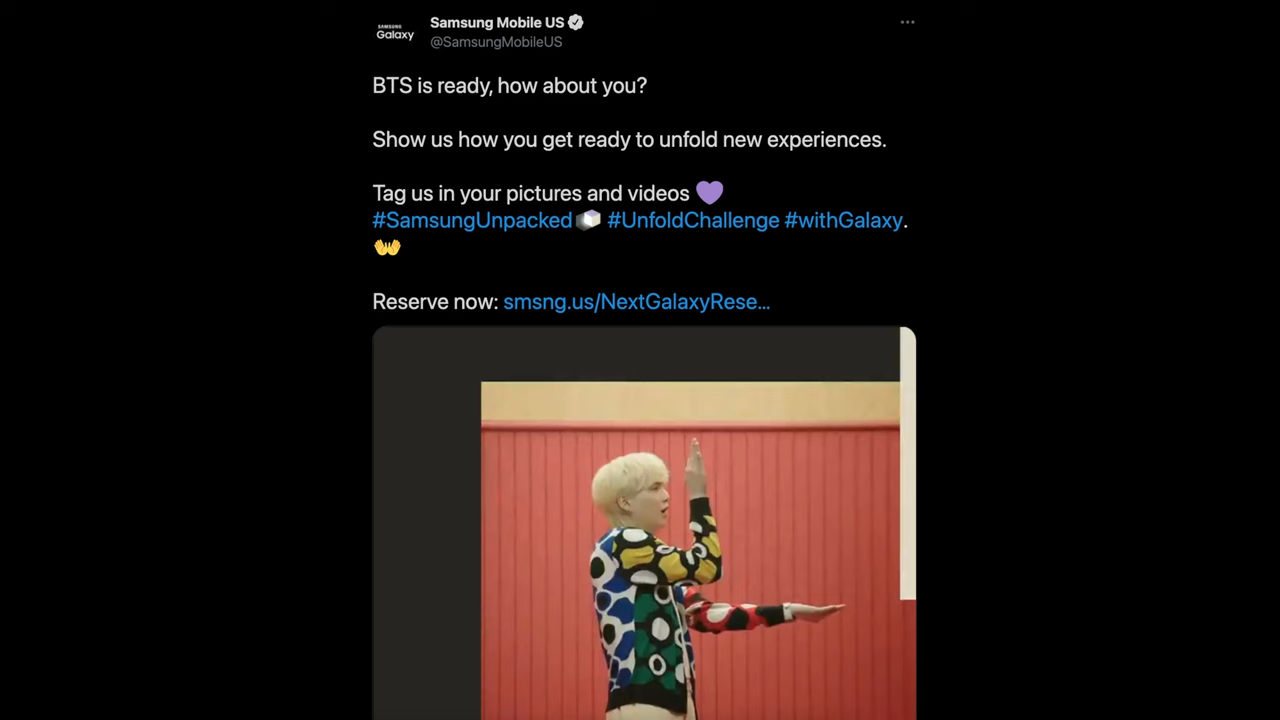 SAMSUNG
Galaxy
Samsung Mobile US
@SamsungMobileUS
BTS is ready, how about you?
Show us how you get ready to unfold new experiences.
Tag us in your pictures and videos 💜
#SamsungUnpacked #UnfoldChallenge #withGalaxy.
👐
Reserve now: smsng.us/NextGalaxyRese...